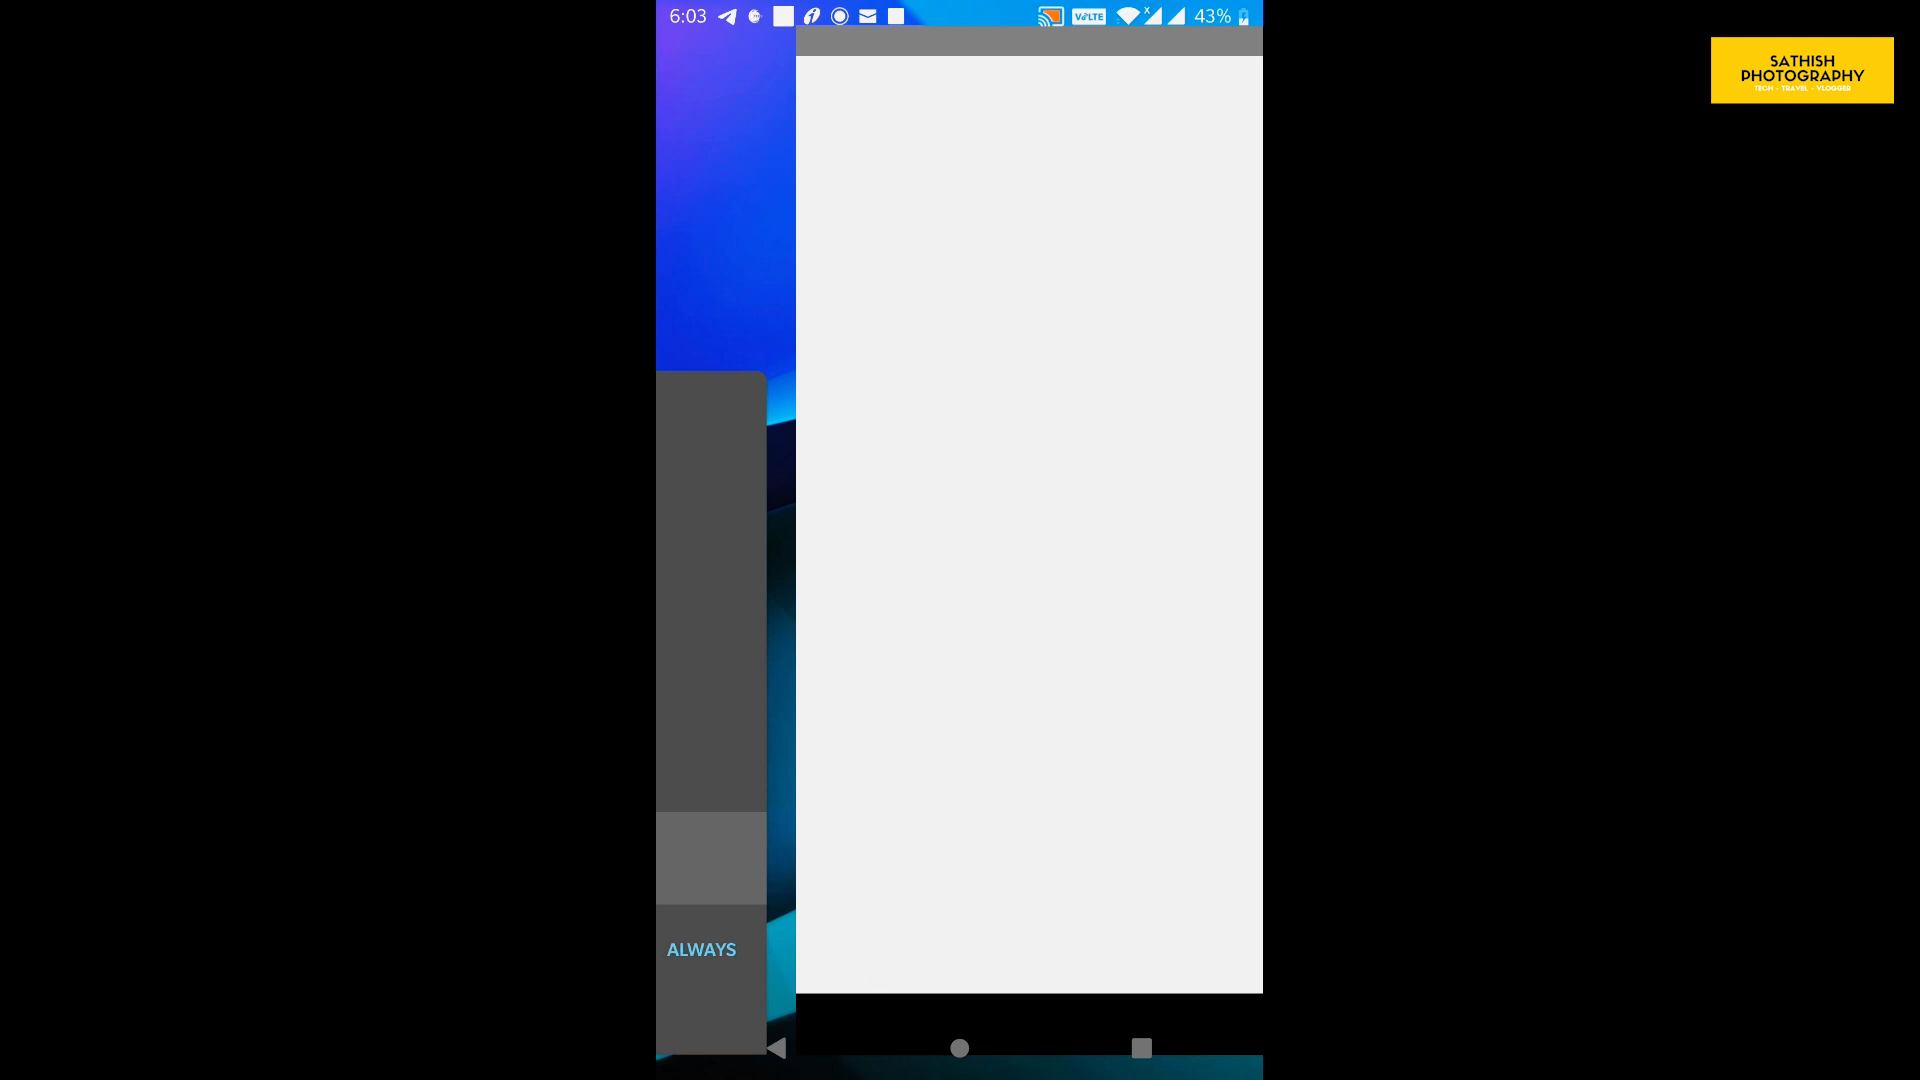 6:03
VoLTE
x
43%
SATHISH
PHOTOGRAPHY
TECH - TRAVEL - VLOGGER
ALWAYS